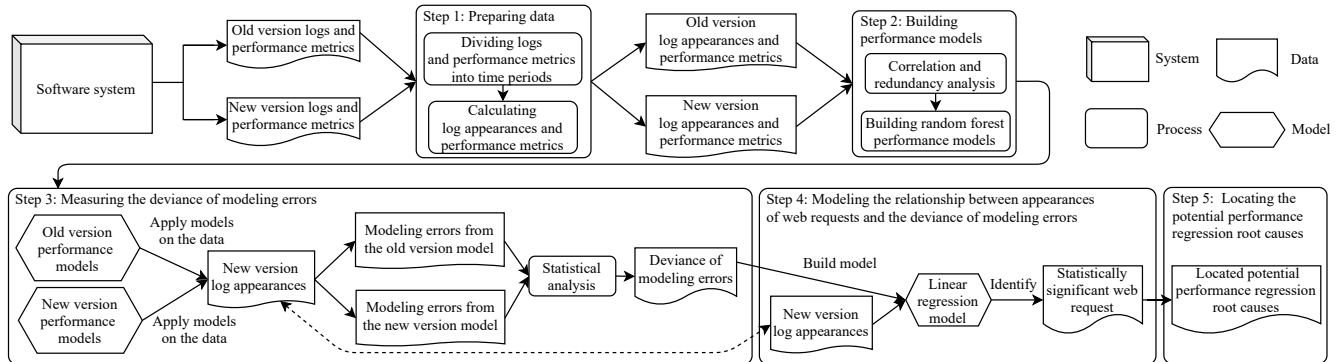 Software system
Old version logs and
performance metrics
New version logs and
performance metrics
Step 1: Preparing data
Dividing logs
and performance metrics
into time periods
Calculating
log appearances and
performance metrics
Old version
log appearances and
performance metrics
New version
log appearances and
performance metrics
Step 2: Building
performance models
Correlation and
redundancy analysis
Building random forest
performance models
System
Data
Process
Model
Step 3: Measuring the deviance of modeling errors
Old version
performance
models
Apply models
on the data
New version
performance
models
Apply models
on the data
New version
log appearances
Modeling errors from
the old version model
Modeling errors from
the new version model
Statistical
analysis
Deviance of
modeling errors
Step 4: Modeling the relationship between appearances
of web requests and the deviance of modeling errors
Build model
New version
log appearances
Linear
regression
model
Identify
Statistically
significant web
request
Step 5: Locating the
potential performance
regression root causes
Located potential
performance regression
root causes